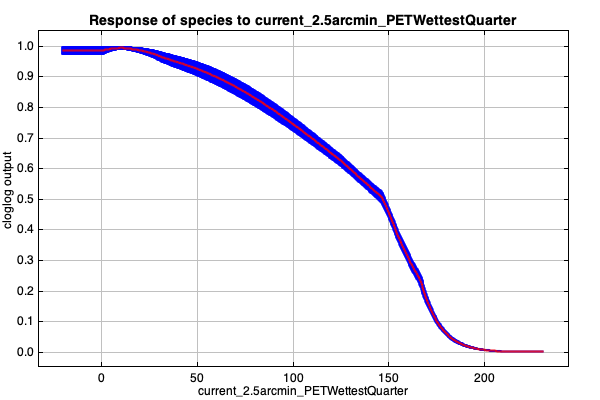 Response of species to current_2.5arcmin_PETWettestQuarter
1.0
0.9
0.8
0.7
0.6
0.5
0.4
0.3
0.2
0.1
0.0
cloglog output
0 50 100 150 200
current_2.5arcmin_PETWettestQuarter